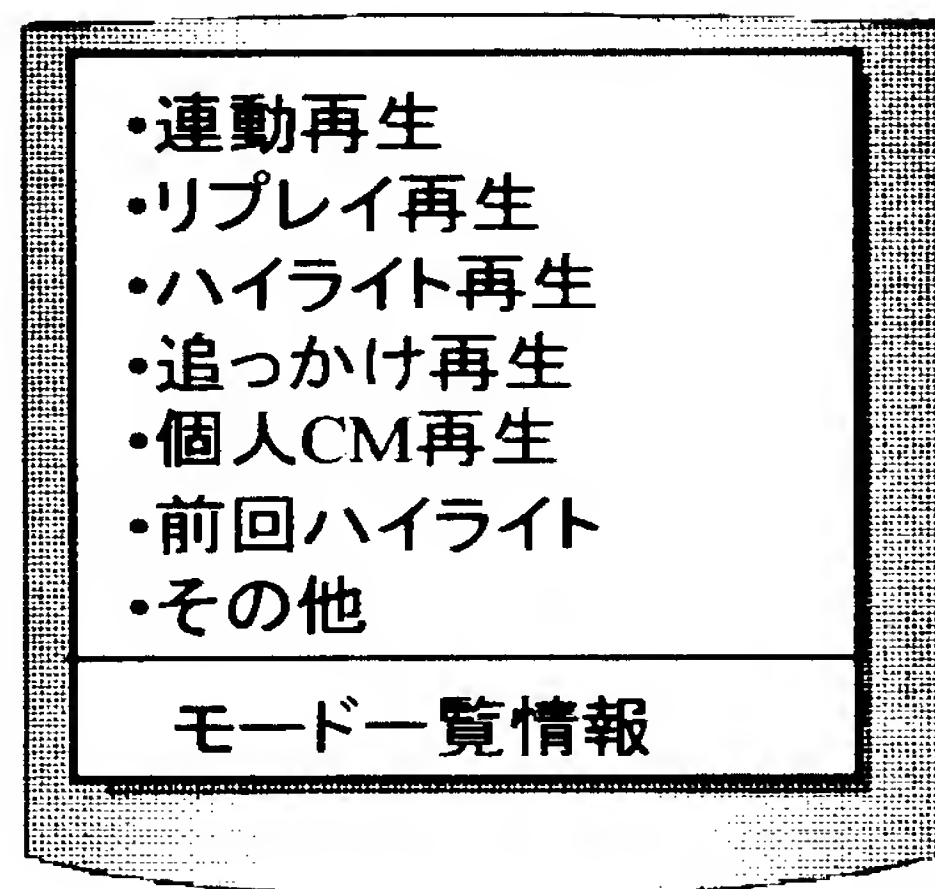 ・連動再生
・リプレイ再生
・ハイライト再生
・追っかけ再生
・個人CM再生
・前回ハイライト
・その他
モード一覧情報